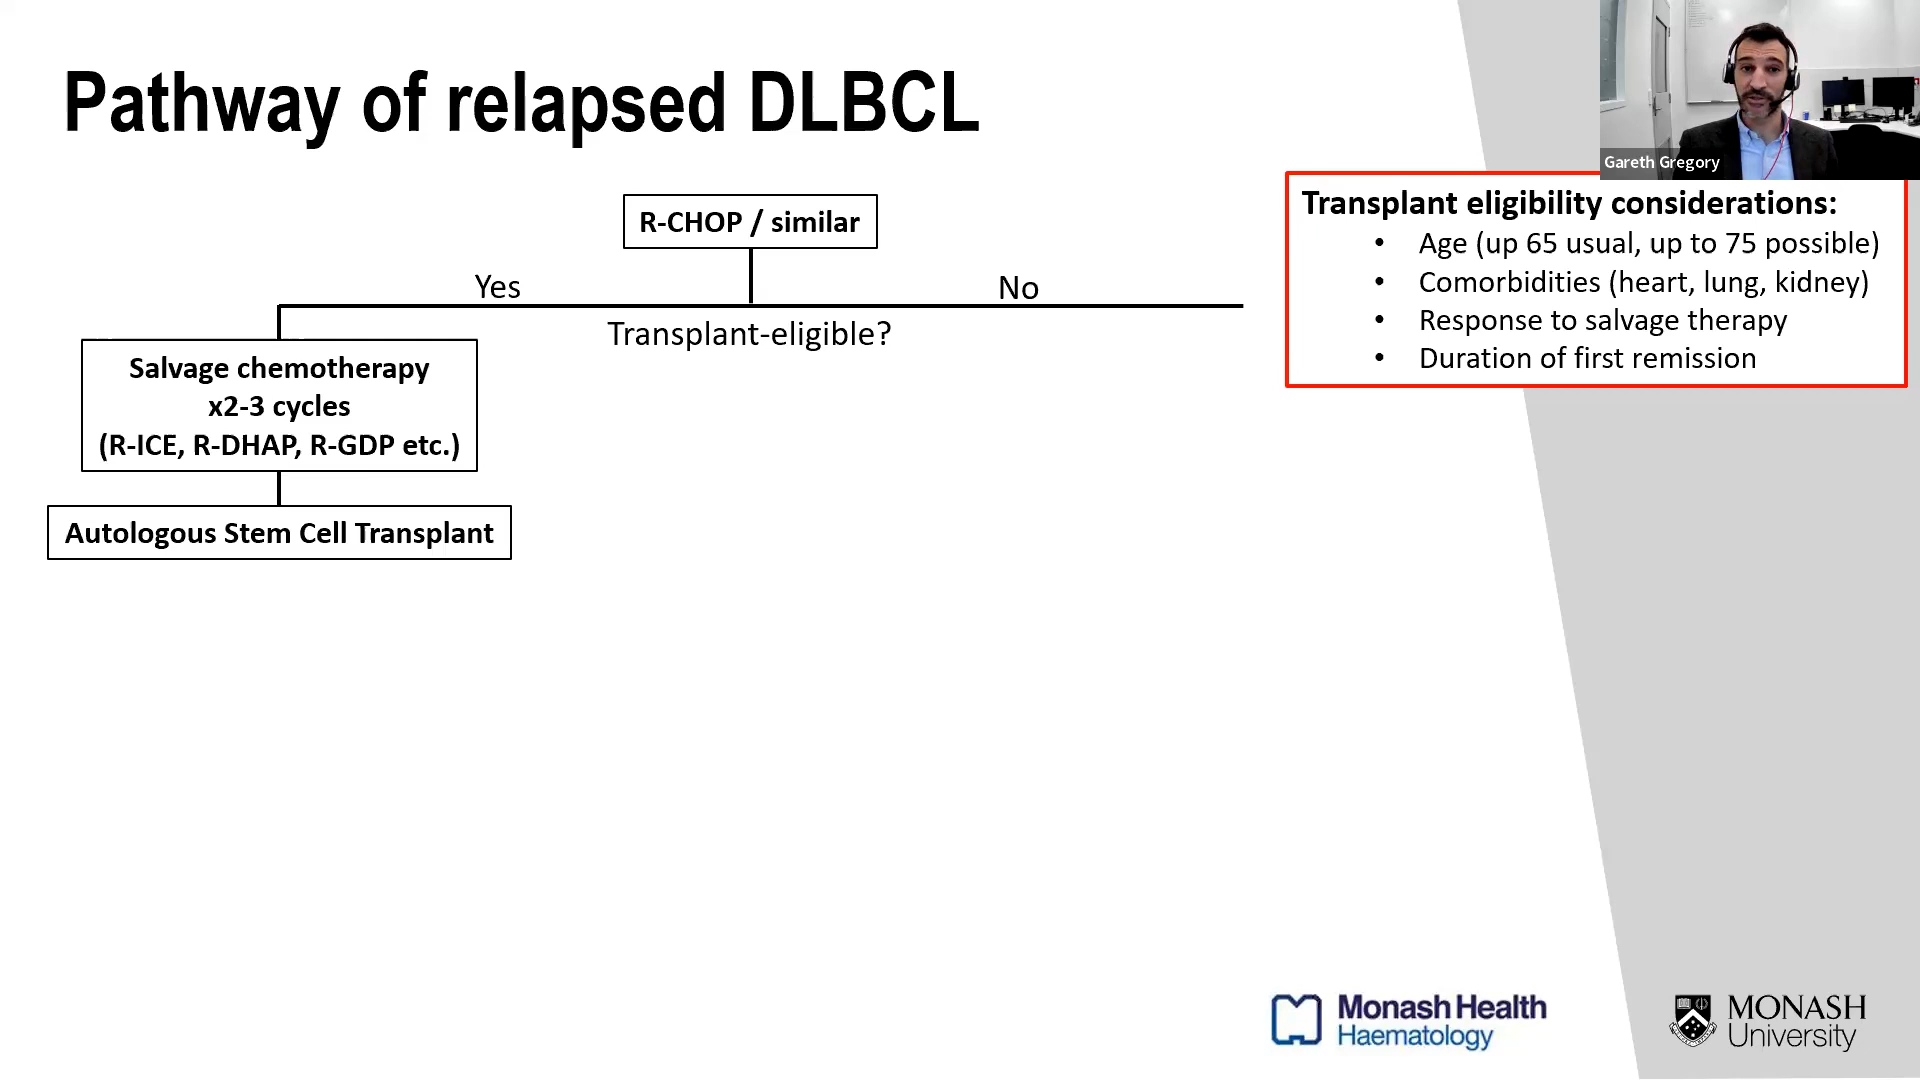 Pathway of relapsed DLBCL
Gareth Gregory
R-CHOP / similar
Yes
No
Transplant-eligible?
Salvage chemotherapy
x2-3 cycles
(R-ICE, R-DHAP, R-GDP etc.)
Autologous Stem Cell Transplant
Transplant eligibility considerations:
• Age (up 65 usual, up to 75 possible)
• Comorbidities (heart, lung, kidney)
• Response to salvage therapy
• Duration of first remission
Monash Health
Haematology
MONASH
University